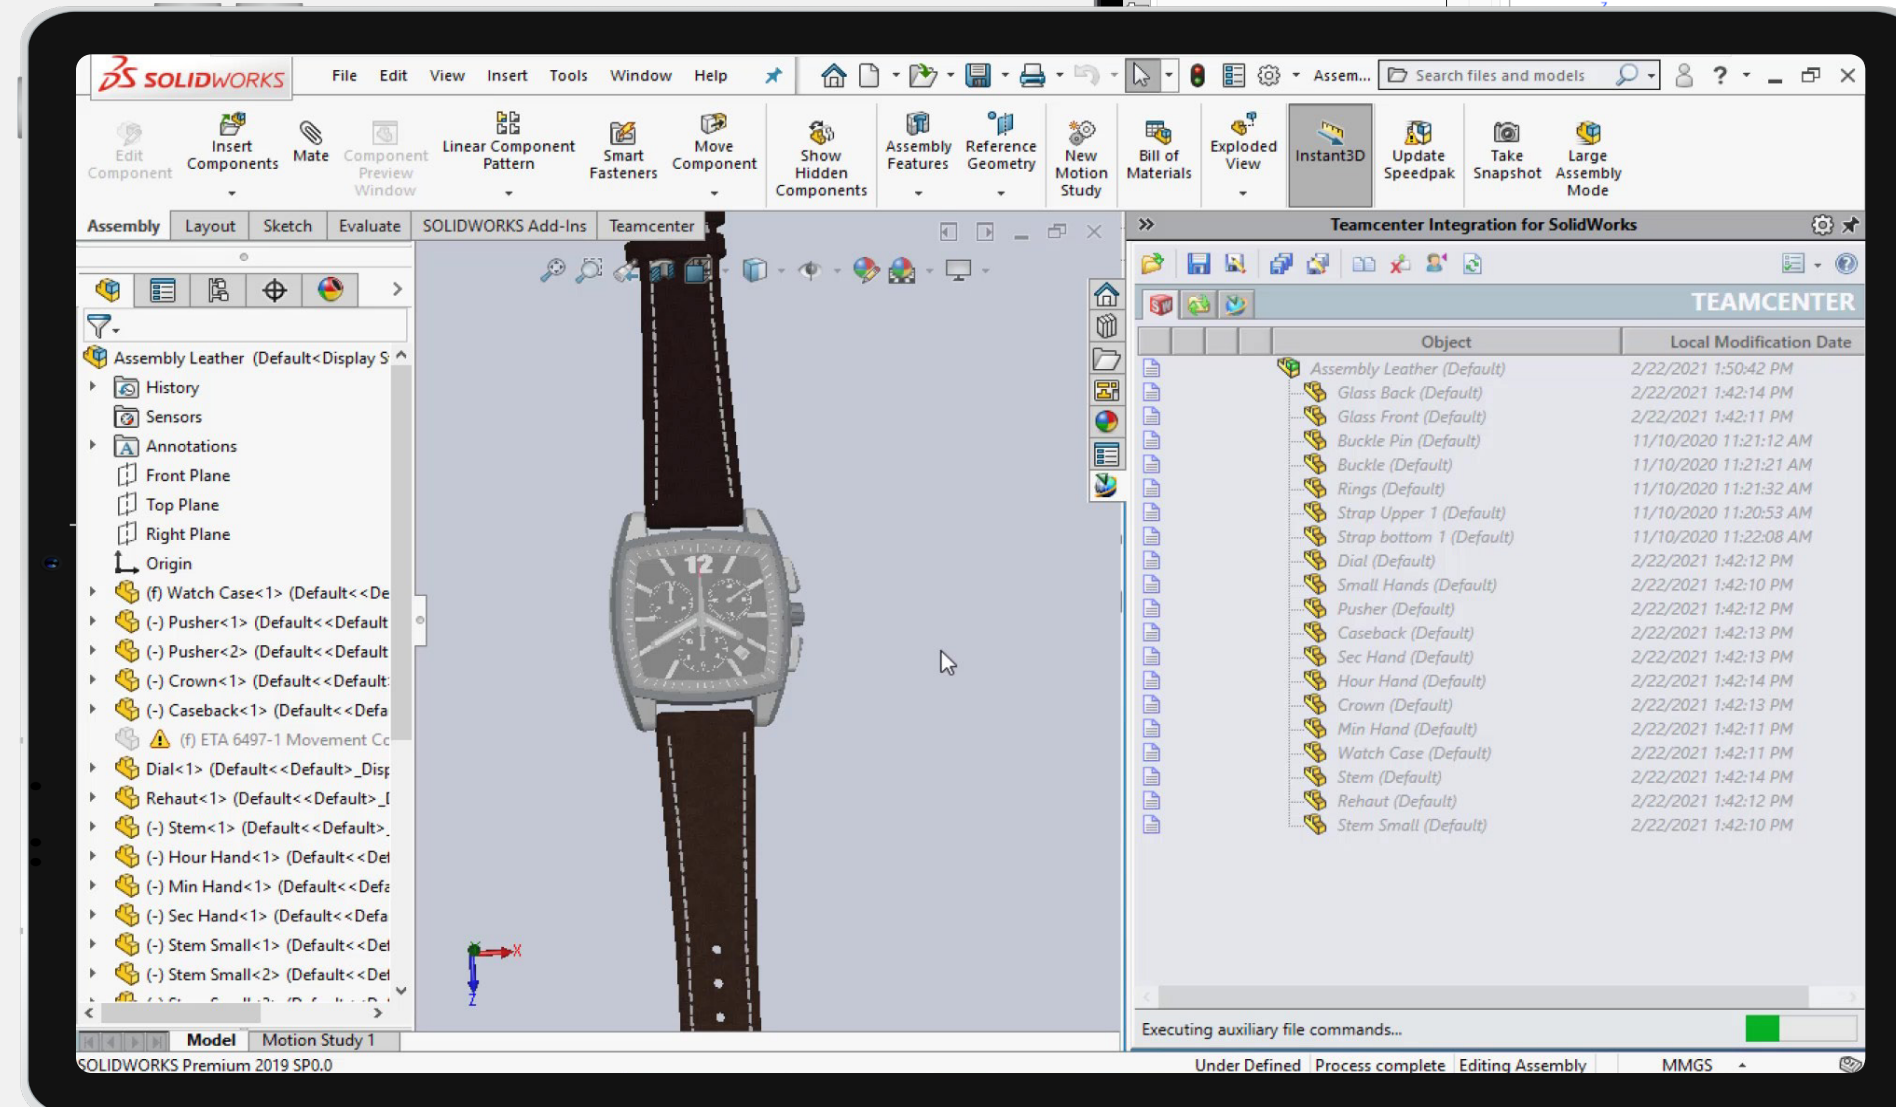 SOLIDWORKS File Edit View Insert Tools Window Help Assem... Search files and models ?
Edit Component
Insert Components
Mate
Component Preview Window
Linear Component Pattern
Smart Fasteners
Move Component
Show Hidden Components
Assembly Features
Reference Geometry
New Motion Study
Bill of Materials
Exploded View
Instant3D
Update Speedpak
Take Snapshot
Large Assembly Mode
Assembly Layout Sketch Evaluate SOLIDWORKS Add-Ins Teamcenter
Assembly Leather (Default<Display S
History
Sensors
Annotations
Front Plane
Top Plane
Right Plane
Origin
(f) Watch Case<1> (Default<<De
(-) Pusher<1> (Default<<Default
(-) Pusher<2> (Default<<Default
(-) Crown<1> (Default<<Default
(-) Caseback<1> (Default<<Defa
(f) ETA 6497-1 Movement Cc
Dial<1> (Default<<Default>_Disp
Rehaut<1> (Default<<Default>_
(-) Stem<1> (Default<<Default>_
(-) Hour Hand<1> (Default<<Def
(-) Min Hand<1> (Default<<Defa
(-) Sec Hand<1> (Default<<Defa
(-) Stem Small<1> (Default<<Def
(-) Stem Small<2> (Default<<Def
12
X
Z
Model Motion Study 1
Teamcenter Integration for SolidWorks
TEAMCENTER
Object Local Modification Date
Assembly Leather (Default) 2/22/2021 1:50:42 PM
Glass Back (Default) 2/22/2021 1:42:14 PM
Glass Front (Default) 2/22/2021 1:42:11 PM
Buckle Pin (Default) 11/10/2020 11:21:12 AM
Buckle (Default) 11/10/2020 11:21:21 AM
Rings (Default) 11/10/2020 11:21:32 AM
Strap Upper 1 (Default) 11/10/2020 11:20:53 AM
Strap bottom 1 (Default) 11/10/2020 11:22:08 AM
Dial (Default) 2/22/2021 1:42:12 PM
Small Hands (Default) 2/22/2021 1:42:10 PM
Pusher (Default) 2/22/2021 1:42:12 PM
Caseback (Default) 2/22/2021 1:42:13 PM
Sec Hand (Default) 2/22/2021 1:42:13 PM
Hour Hand (Default) 2/22/2021 1:42:14 PM
Crown (Default) 2/22/2021 1:42:13 PM
Min Hand (Default) 2/22/2021 1:42:11 PM
Watch Case (Default) 2/22/2021 1:42:11 PM
Stem (Default) 2/22/2021 1:42:14 PM
Rehaut (Default) 2/22/2021 1:42:12 PM
Stem Small (Default) 2/22/2021 1:42:10 PM
Executing auxiliary file commands...
SOLIDWORKS Premium 2019 SP0.0 Under Defined Process complete Editing Assembly MMGS